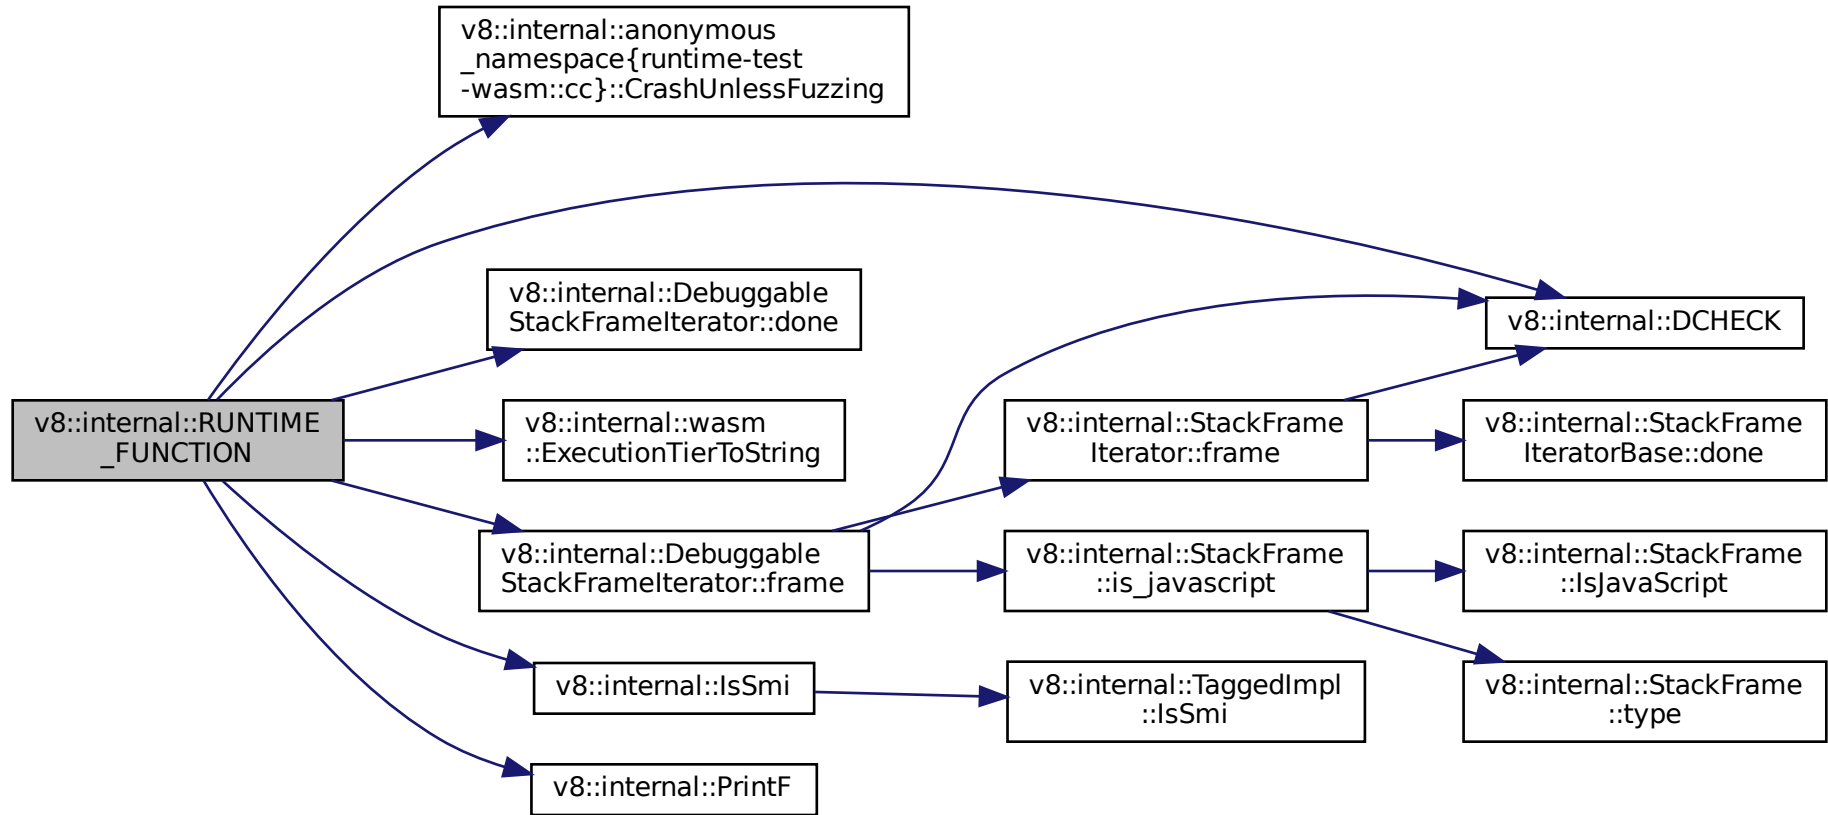 v8::internal::anonymous
_namespace{runtime-test
-wasm::cc}::CrashUnlessFuzzing
v8::internal::Debuggable
StackFrameIterator::done
v8::internal::DCHECK
v8::internal::RUNTIME
_FUNCTION
v8::internal::wasm
::ExecutionTierToString
v8::internal::StackFrame
Iterator::frame
v8::internal::StackFrame
IteratorBase::done
v8::internal::Debuggable
StackFrameIterator::frame
v8::internal::StackFrame
::is_javascript
v8::internal::StackFrame
::IsJavaScript
v8::internal::IsSmi
v8::internal::TaggedImpl
::IsSmi
v8::internal::StackFrame
::type
v8::internal::PrintF